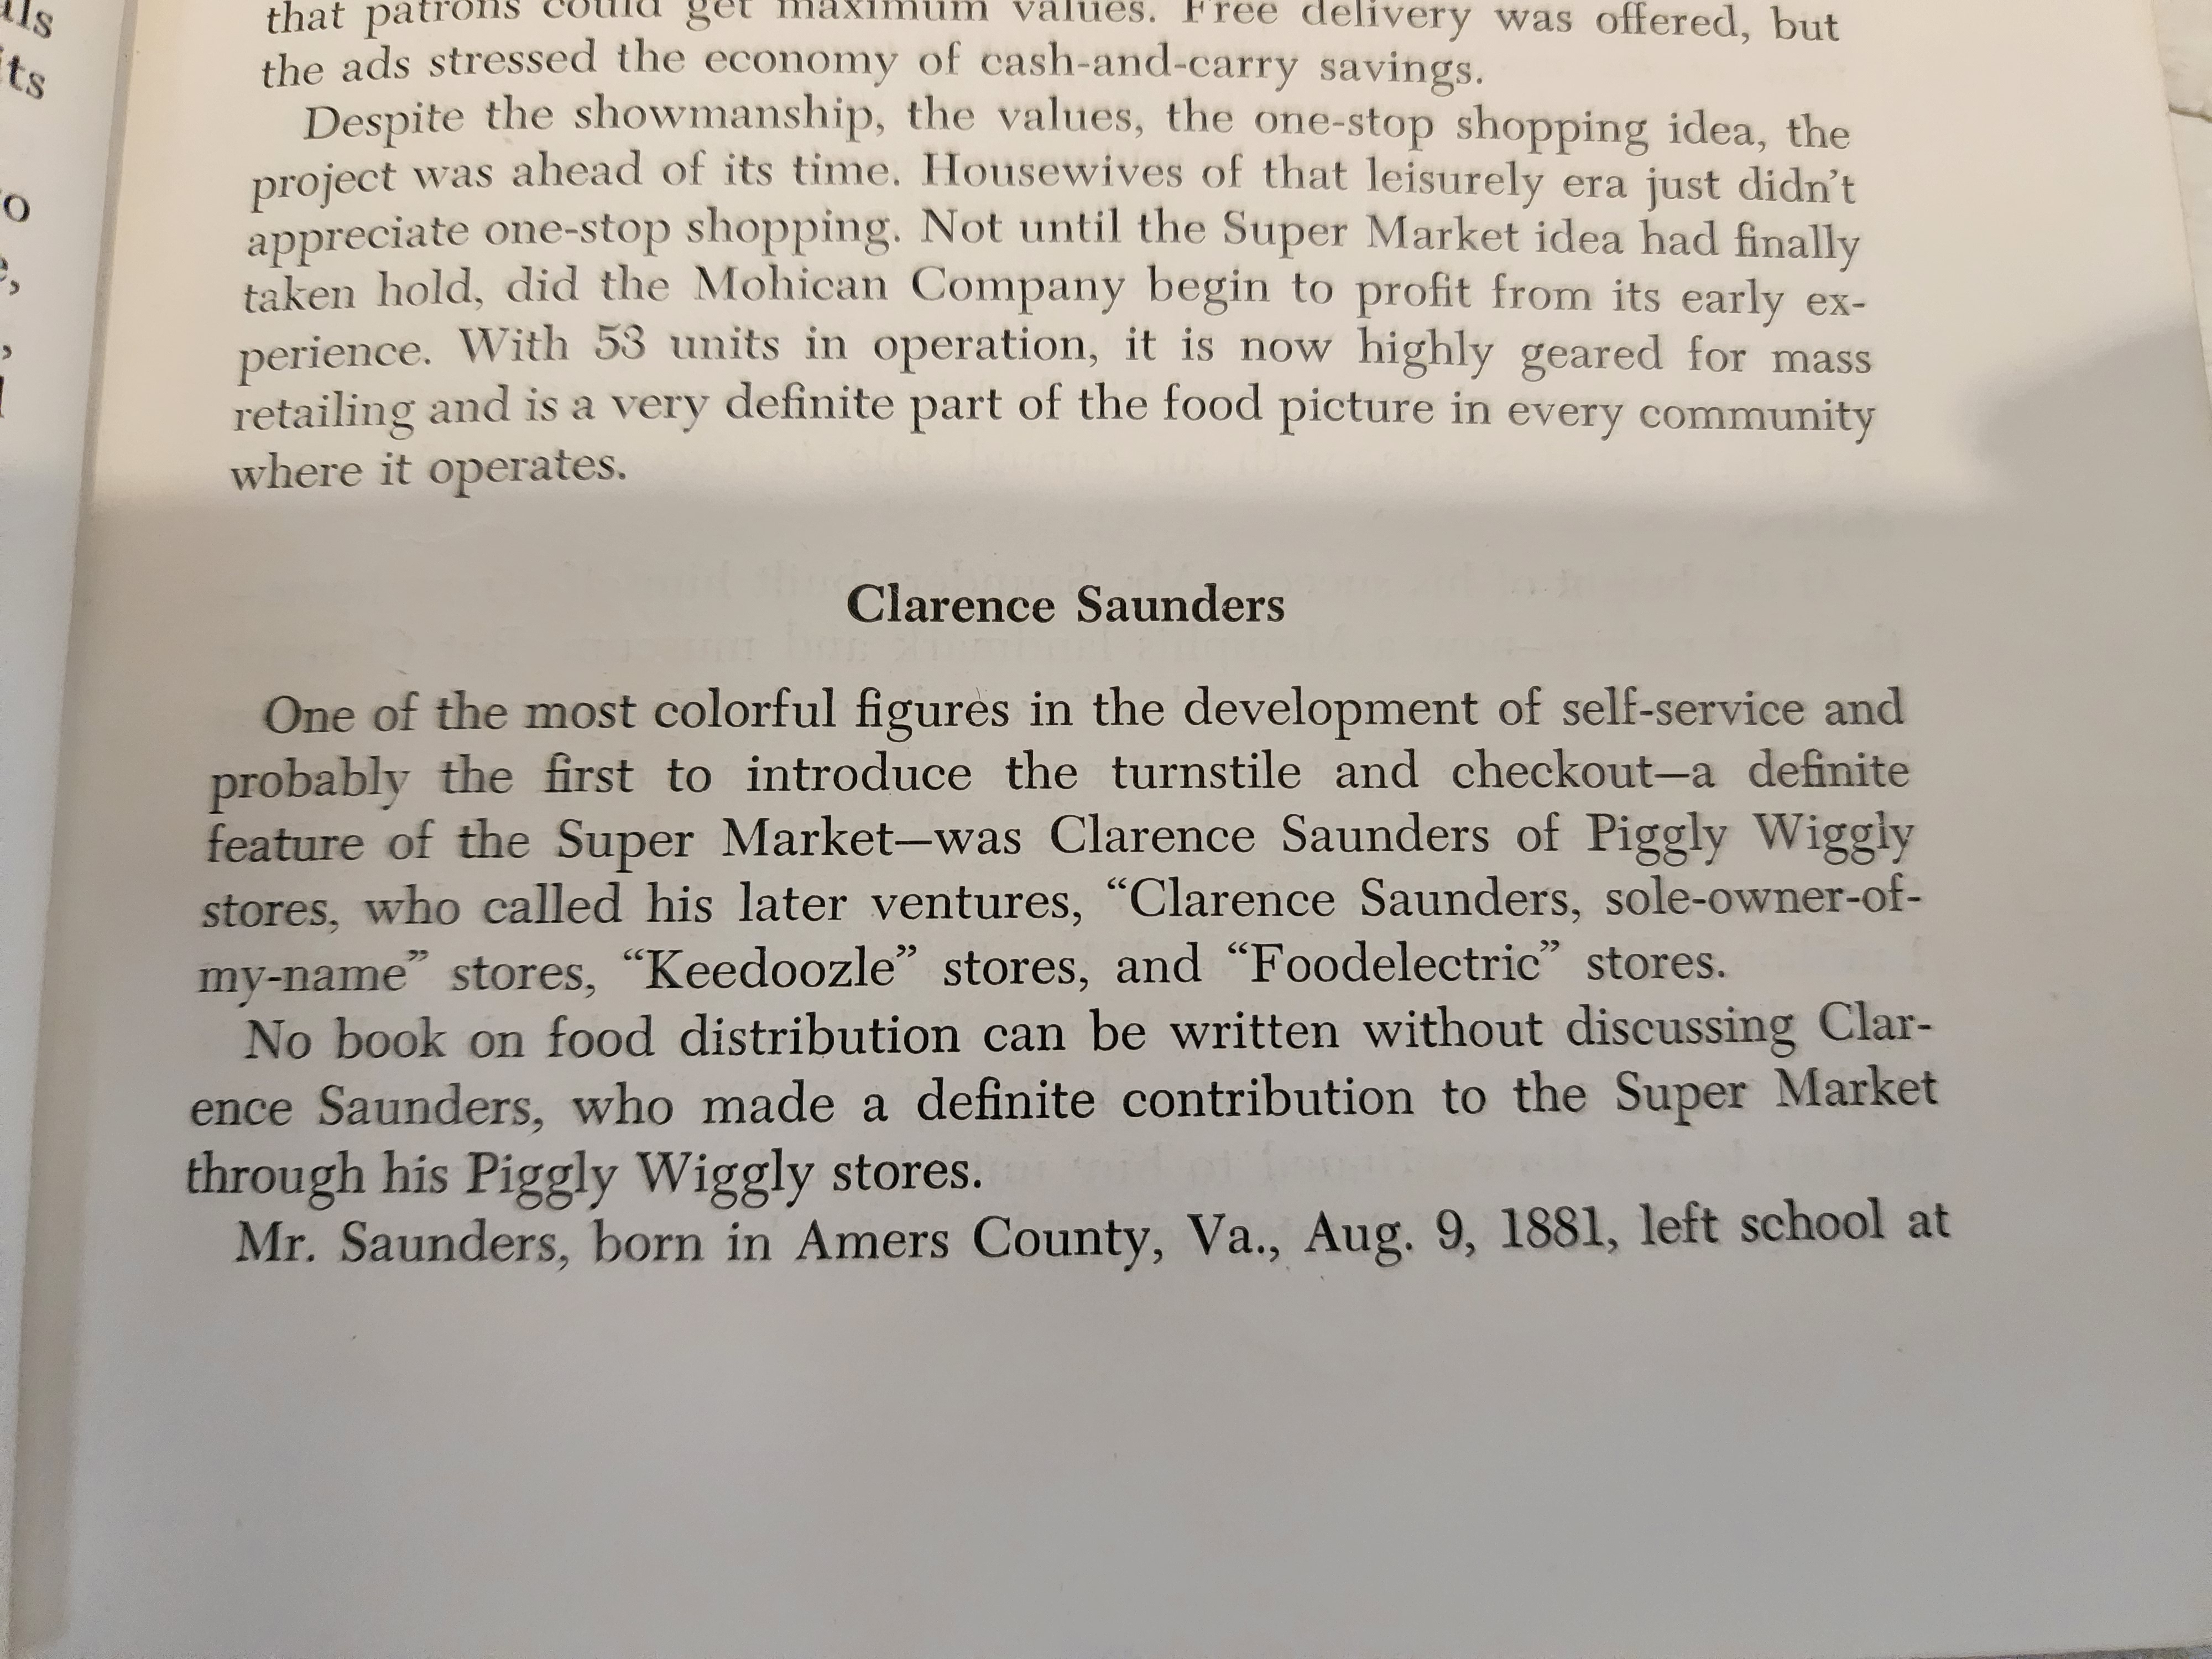 als
its
o
e,
,
l
that patrons could get maximum values. Free delivery was offered, but
the ads stressed the economy of cash-and-carry savings.
Despite the showmanship, the values, the one-stop shopping idea, the
project was ahead of its time. Housewives of that leisurely era just didn’t
appreciate one-stop shopping. Not until the Super Market idea had finally
taken hold, did the Mohican Company begin to profit from its early ex-
perience. With 53 units in operation, it is now highly geared for mass
retailing and is a very definite part of the food picture in every community
where it operates.
Clarence Saunders
One of the most colorful figures in the development of self-service and
probably the first to introduce the turnstile and checkout—a definite
feature of the Super Market—was Clarence Saunders of Piggly Wiggly
stores, who called his later ventures, “Clarence Saunders, sole-owner-of-
my-name” stores, “Keedoozle” stores, and “Foodelectric” stores.
No book on food distribution can be written without discussing Clar-
ence Saunders, who made a definite contribution to the Super Market
through his Piggly Wiggly stores.
Mr. Saunders, born in Amers County, Va., Aug. 9, 1881, left school at